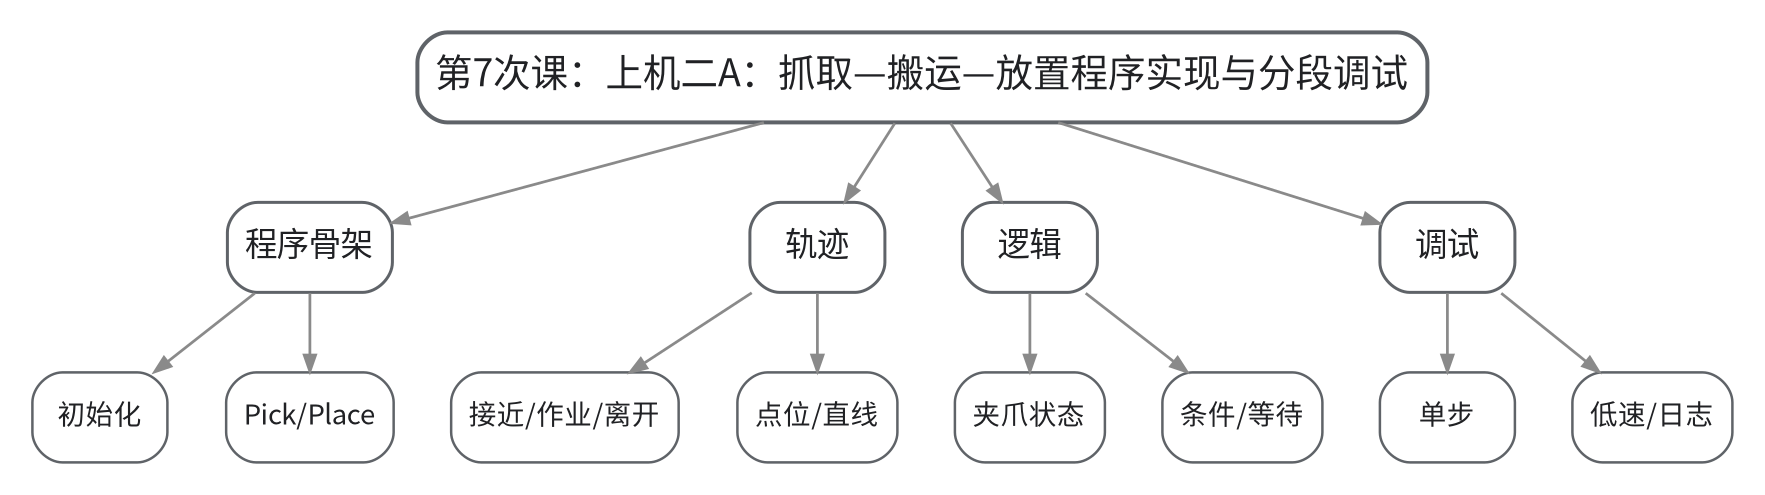 第7次课：上机二A：抓取—搬运—放置程序实现与分段调试
程序骨架
轨迹
逻辑
调试
初始化
Pick/Place
接近/作业/离开
点位/直线
夹爪状态
条件/等待
单步
低速/日志